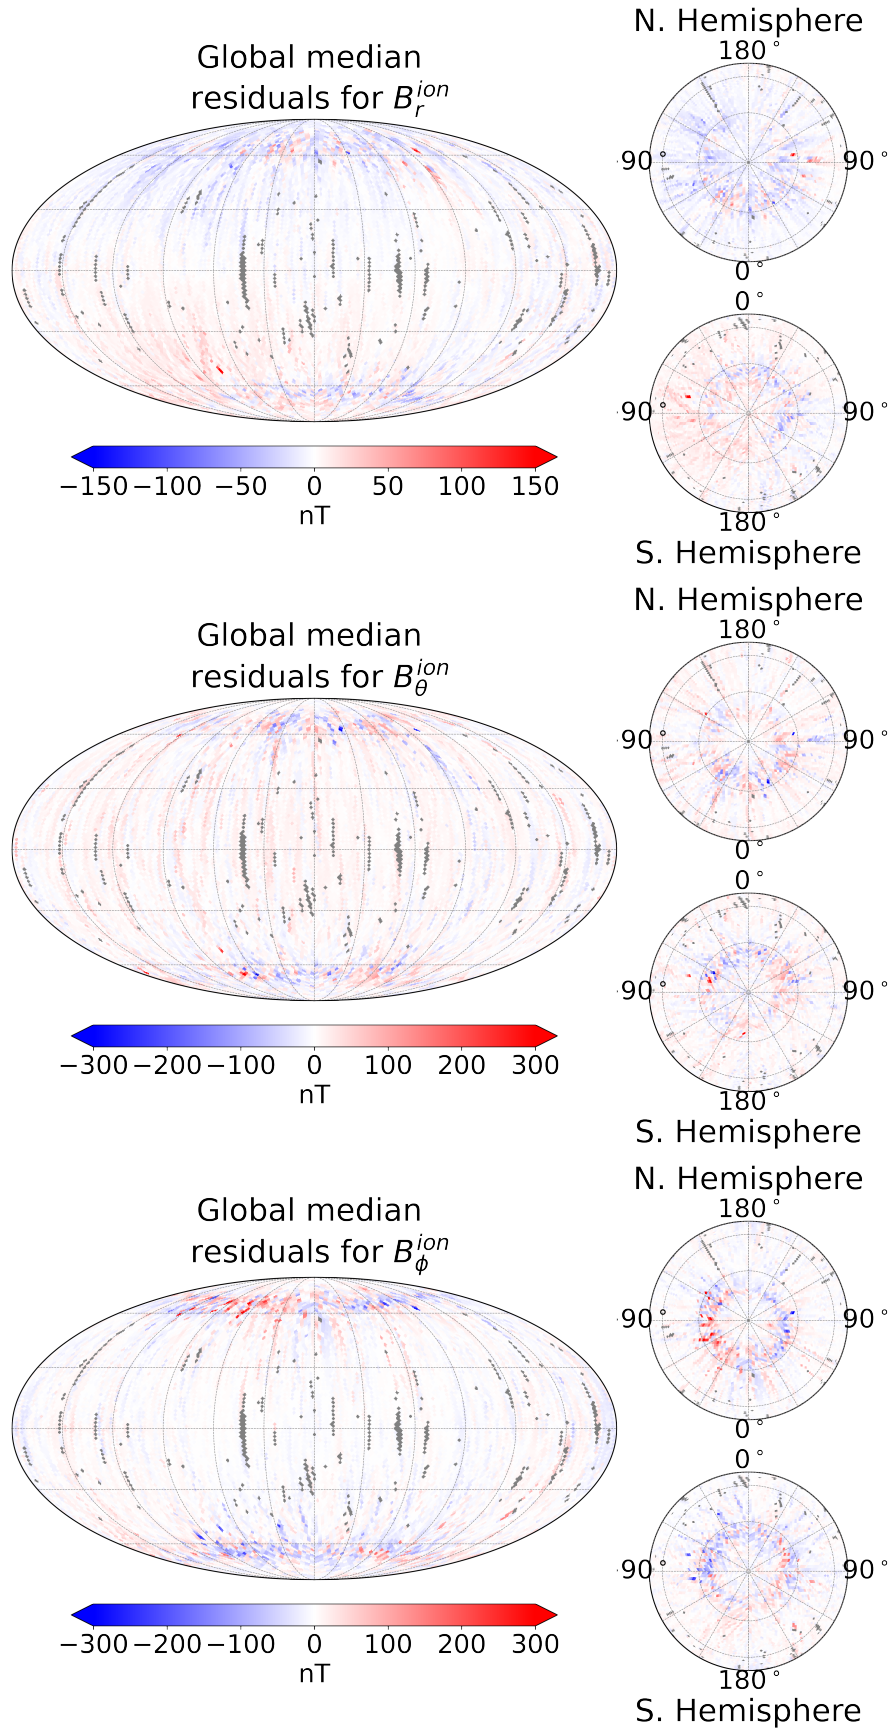 N. Hemisphere
180°
Global median
residuals for B_r^ion
90° 90°
0°
0°
90° 90°
−150 −100 −50 0 50 100 150
nT
180°
S. Hemisphere
N. Hemisphere
180°
Global median
residuals for B_θ^ion
90° 90°
0°
0°
90° 90°
−300 −200 −100 0 100 200 300
nT
180°
S. Hemisphere
N. Hemisphere
180°
Global median
residuals for B_ϕ^ion
90° 90°
0°
0°
90° 90°
−300 −200 −100 0 100 200 300
nT
180°
S. Hemisphere